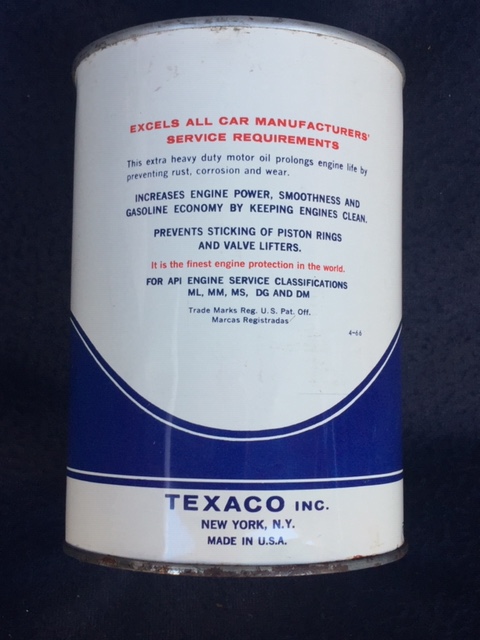 EXCELS ALL CAR MANUFACTURERS'
SERVICE REQUIREMENTS
This extra heavy duty motor oil prolongs engine life by
preventing rust, corrosion and wear.
INCREASES ENGINE POWER, SMOOTHNESS AND
GASOLINE ECONOMY BY KEEPING ENGINES CLEAN.
PREVENTS STICKING OF PISTON RINGS
AND VALVE LIFTERS.
It is the finest engine protection in the world.
FOR API ENGINE SERVICE CLASSIFICATIONS
ML, MM, MS, DG AND DM
Trade Marks Reg. U.S. Pat. Off.
Marcas Registradas
4-66
TEXACO INC.
NEW YORK, N.Y.
MADE IN U.S.A.